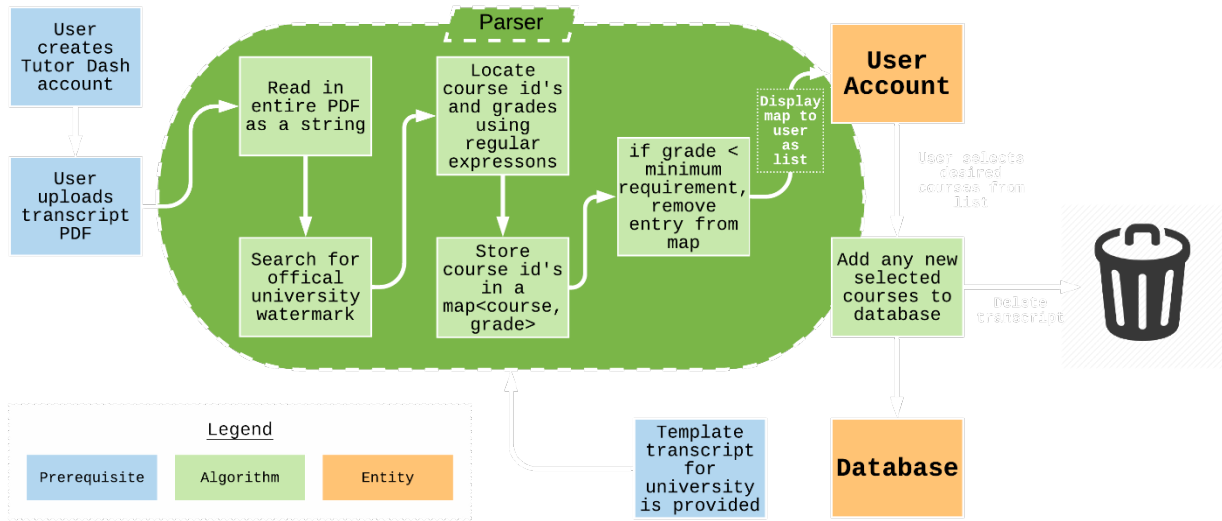 User
creates
Tutor Dash
account
User
uploads
transcript
PDF
Parser
Read in
entire PDF
as a string
Search for
offical
university
watermark
Locate
course id's
and grades
using
regular
expressons
Store
course id's
in a
map<course,
grade>
if grade <
minimum
requirement,
remove
entry from
map
Display
map to
user
as
list
User
Account
User selects
desired
courses from
list
Add any new
selected
courses to
database
Delete
transcript
Database
Template
transcript
for
university
is provided
Legend
Prerequisite
Algorithm
Entity